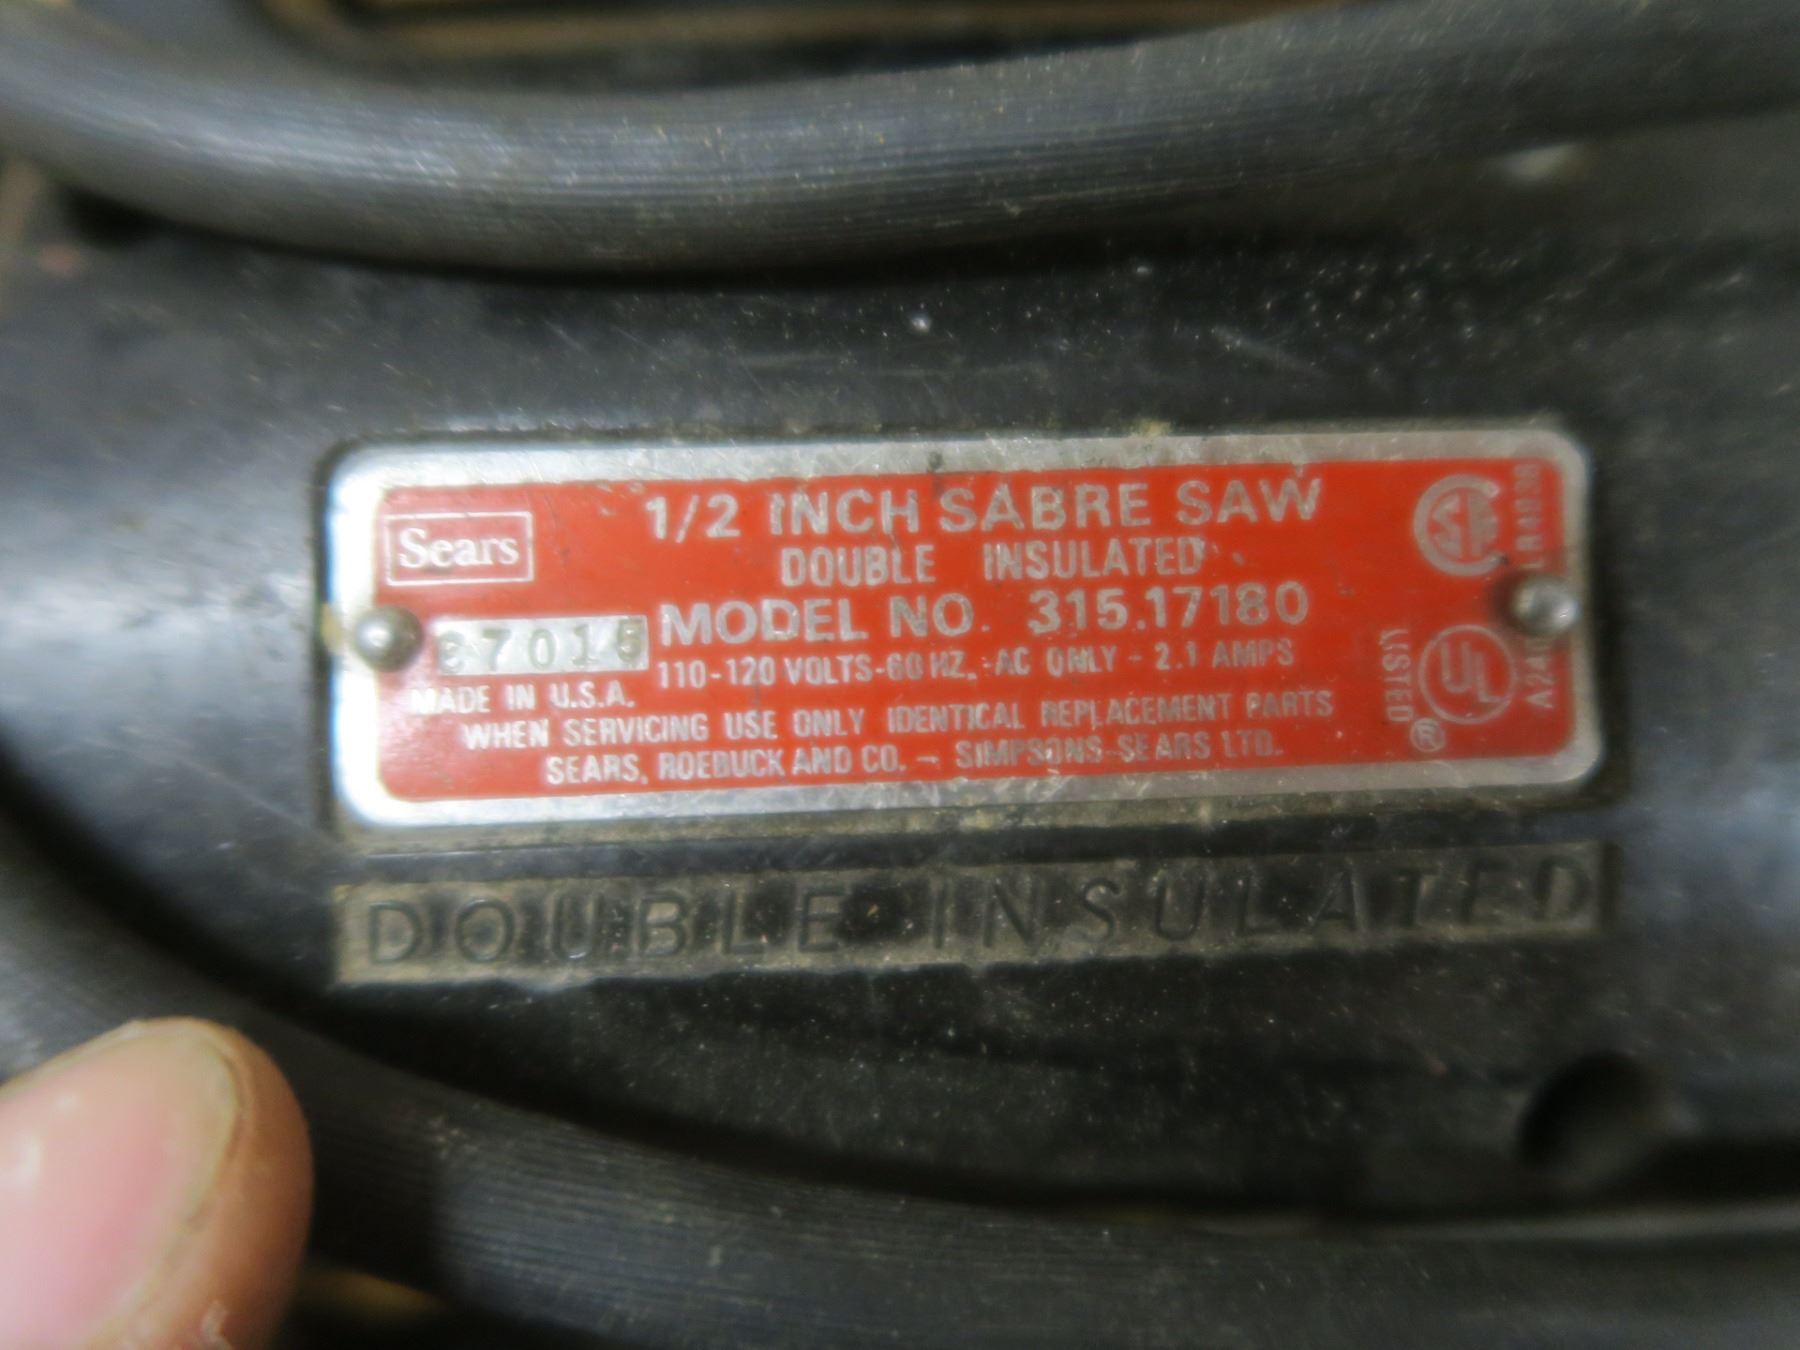 Sears
1/2 INCH SABRE SAW
DOUBLE INSULATED
MODEL NO. 315.17180
110-120 VOLTS-60 HZ. -AC ONLY - 2.1 AMPS
MADE IN U.S.A.
WHEN SERVICING USE ONLY IDENTICAL REPLACEMENT PARTS
SEARS, ROEBUCK AND CO. - SIMPSONS-SEARS LTD.
LISTED
UL
®
DOUBLE INSULATED